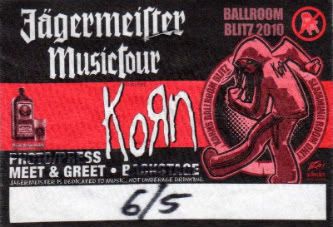 Jägermeister
Musictour
BALLROOM
BLITZ 2010
KoRn
PHOTO/PRESS
MEET & GREET • BACKSTAGE
JÄGERMEISTER IS DEDICATED TO MUSIC, NOT UNDERAGE DRINKING.
6/5